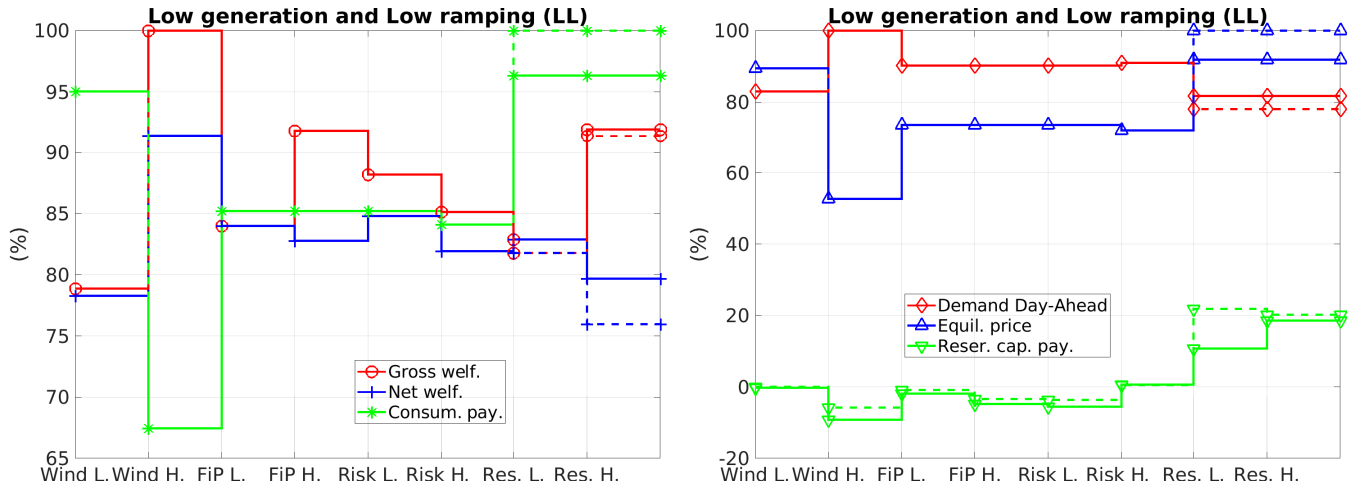 Low generation and Low ramping (LL)
100
95
90
85
80
75
70
65
(%)
Gross welf.
Net welf.
Consum. pay.
Wind L. Wind H. FiP L. FiP H. Risk L. Risk H. Res. L. Res. H.
Low generation and Low ramping (LL)
100
80
60
40
20
0
-20
(%)
Demand Day-Ahead
Equil. price
Reser. cap. pay.
Wind L. Wind H. FiP L. FiP H. Risk L. Risk H. Res. L. Res. H.